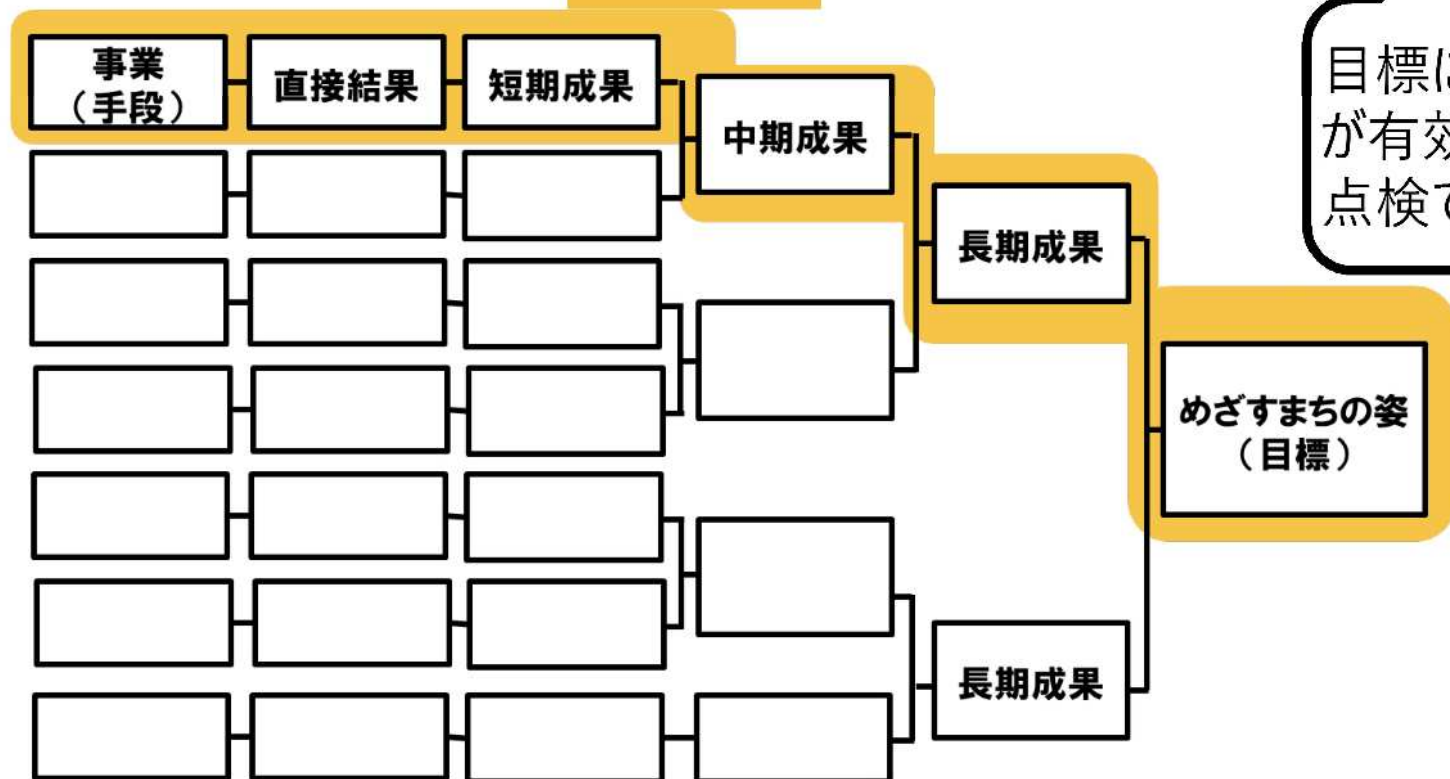 事業
（手段）
直接結果
短期成果
中期成果
長期成果
めざすまちの姿
（目標）
長期成果
目標に
が有効
点検で